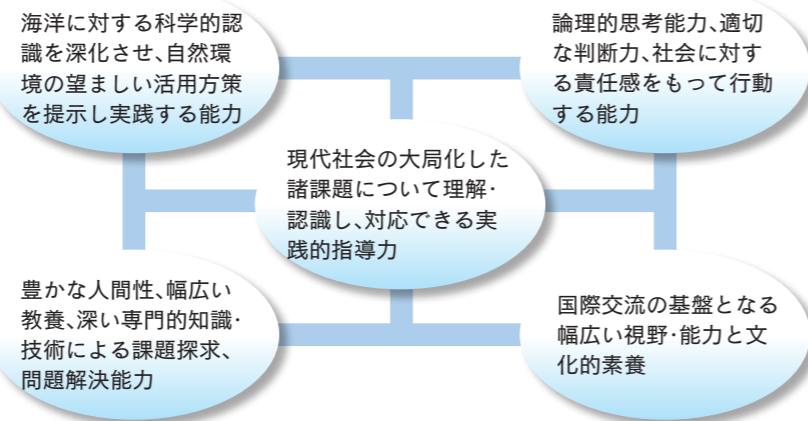 海洋に対する科学的認
識を深化させ、自然環
境の望ましい活用方策
を提示し実践する能力
論理的思考能力、適切
な判断力、社会に対す
る責任感をもって行動
する能力
現代社会の大局化した
諸課題について理解・
認識し、対応できる実
践的指導力
豊かな人間性、幅広い
教養、深い専門的知識・
技術による課題探求、
問題解決能力
国際交流の基盤となる
幅広い視野・能力と文
化的素養